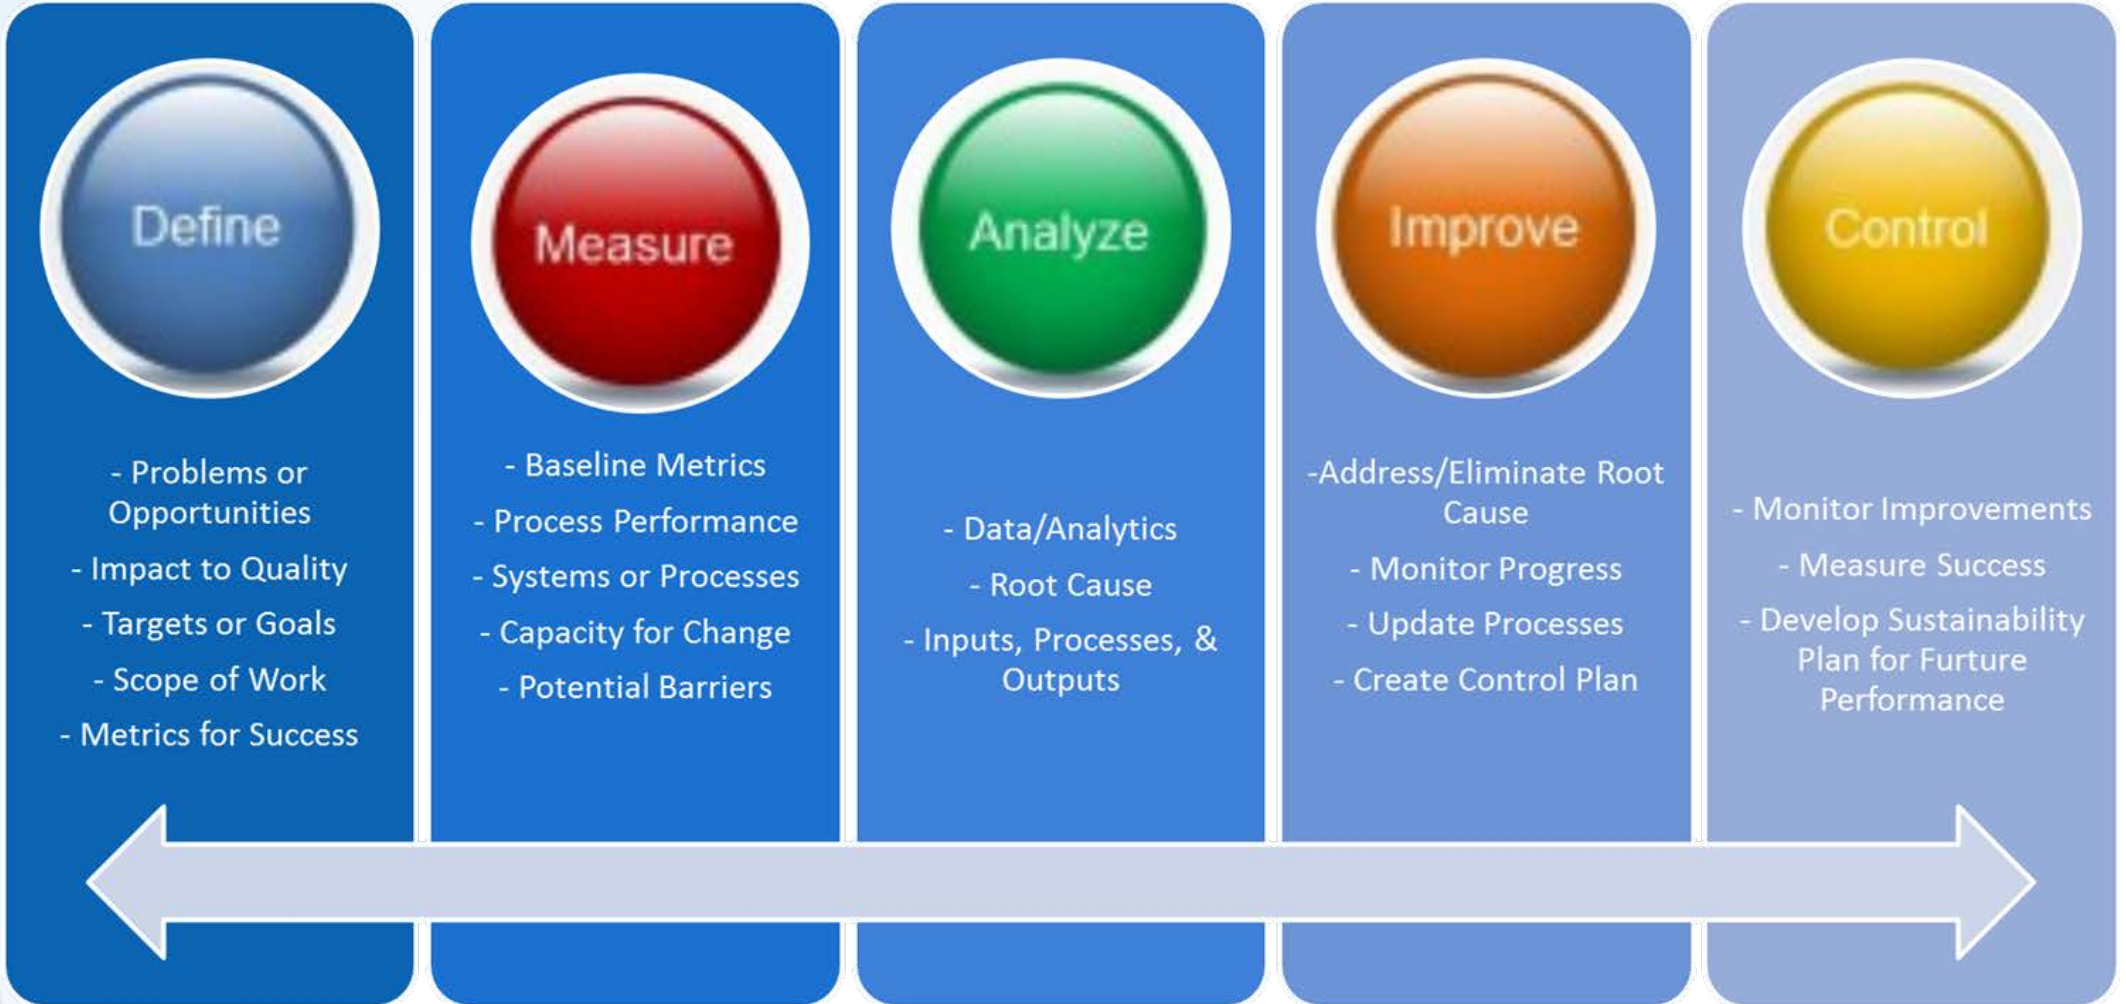 Define
- Problems or
Opportunities
- Impact to Quality
- Targets or Goals
- Scope of Work
- Metrics for Success
Measure
- Baseline Metrics
- Process Performance
- Systems or Processes
- Capacity for Change
- Potential Barriers
Analyze
- Data/Analytics
- Root Cause
- Inputs, Processes, &
Outputs
Improve
-Address/Eliminate Root
Cause
- Monitor Progress
- Update Processes
- Create Control Plan
Control
- Monitor Improvements
- Measure Success
- Develop Sustainability
Plan for Furture
Performance